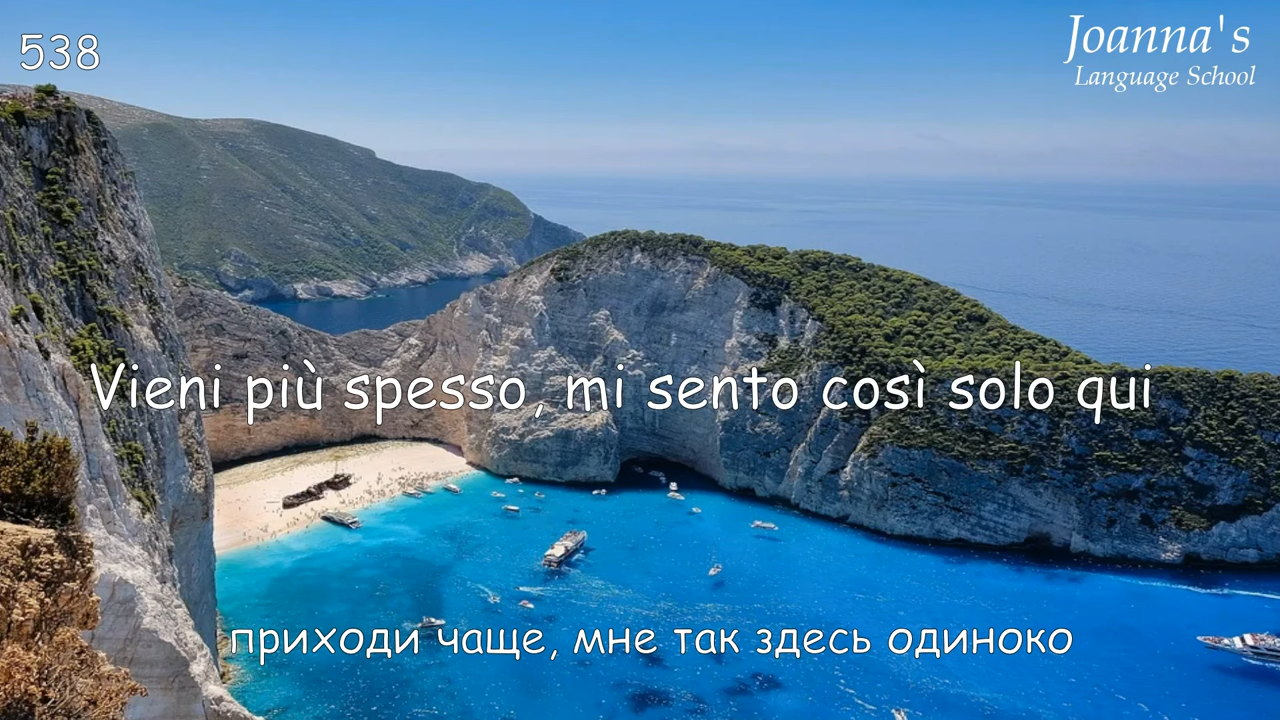 538
Joanna's
Language School
Vieni più spesso, mi sento così solo qui
приходи чаще, мне так здесь одиноко